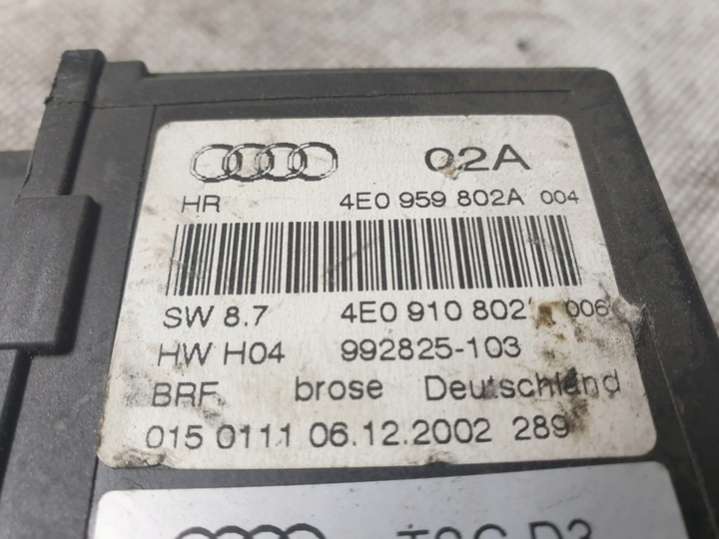 02A
HR 4E0 959 802A 004
SW 8.7 4E0 910 802 006
HW H04 992825-103
BRF. brose Deutschland
015 0111 06.12.2002 289